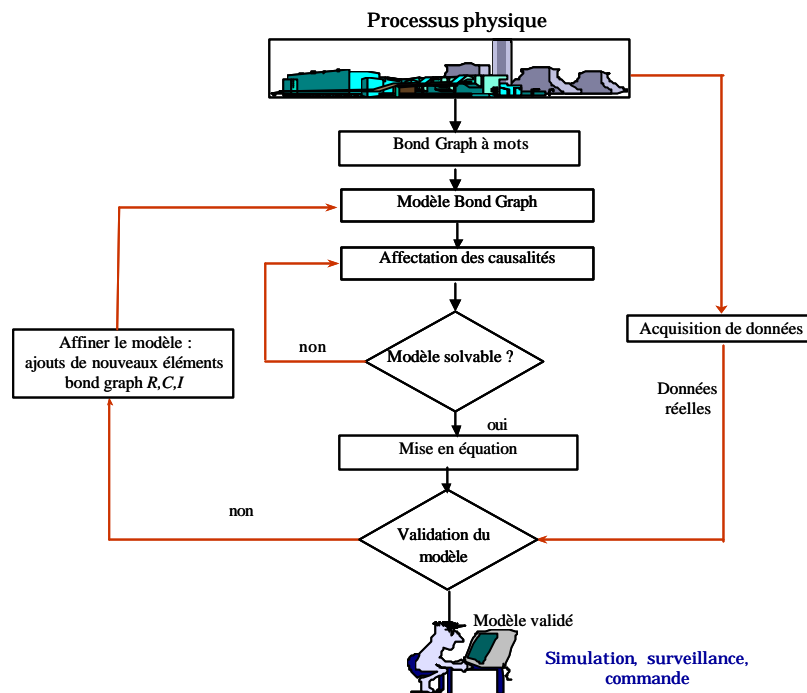 Processus physique
Bond Graph à mots
Modèle Bond Graph
Affectation des causalités
Affiner le modèle :
ajouts de nouveaux éléments
bond graph R,C,I
non
Modèle solvable ?
Acquisition de données
Données
réelles
oui
Mise en équation
non
Validation du
modèle
Modèle validé
Simulation, surveillance,
commande